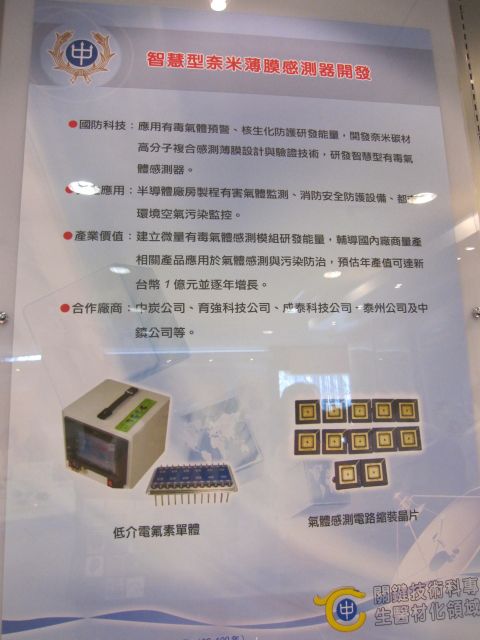 中
智慧型奈米薄膜感測器開發
●國防科技：應用有毒氣體預警、核生化防護研發能量，開發奈米碳材
高分子複合感測薄膜設計與驗證技術，研發智慧型有毒氣
體感測器。
應用：半導體廠房製程有害氣體監測、消防安全防護設備、都
環境空氣污染監控。
●產業價值：建立微量有毒氣體感測模組研發能量，輔導國內廠商量產
相關產品應用於氣體感測與污染防治，預估年產值可達新
台幣 1 億元並逐年增長。
●合作廠商：中炭公司、育強科技公司、成泰科技公司、泰州公司及中
鎮公司等。
低介電氟素單體
氣體感測電路縮裝晶片
中
關鍵技術科專
生醫材化領域